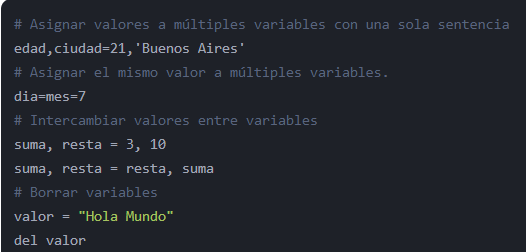 # Asignar valores a múltiples variables con una sola sentencia
edad,ciudad=21,'Buenos Aires'
# Asignar el mismo valor a múltiples variables.
dia=mes=7
# Intercambiar valores entre variables
suma, resta = 3, 10
suma, resta = resta, suma
# Borrar variables
valor = "Hola Mundo"
del valor